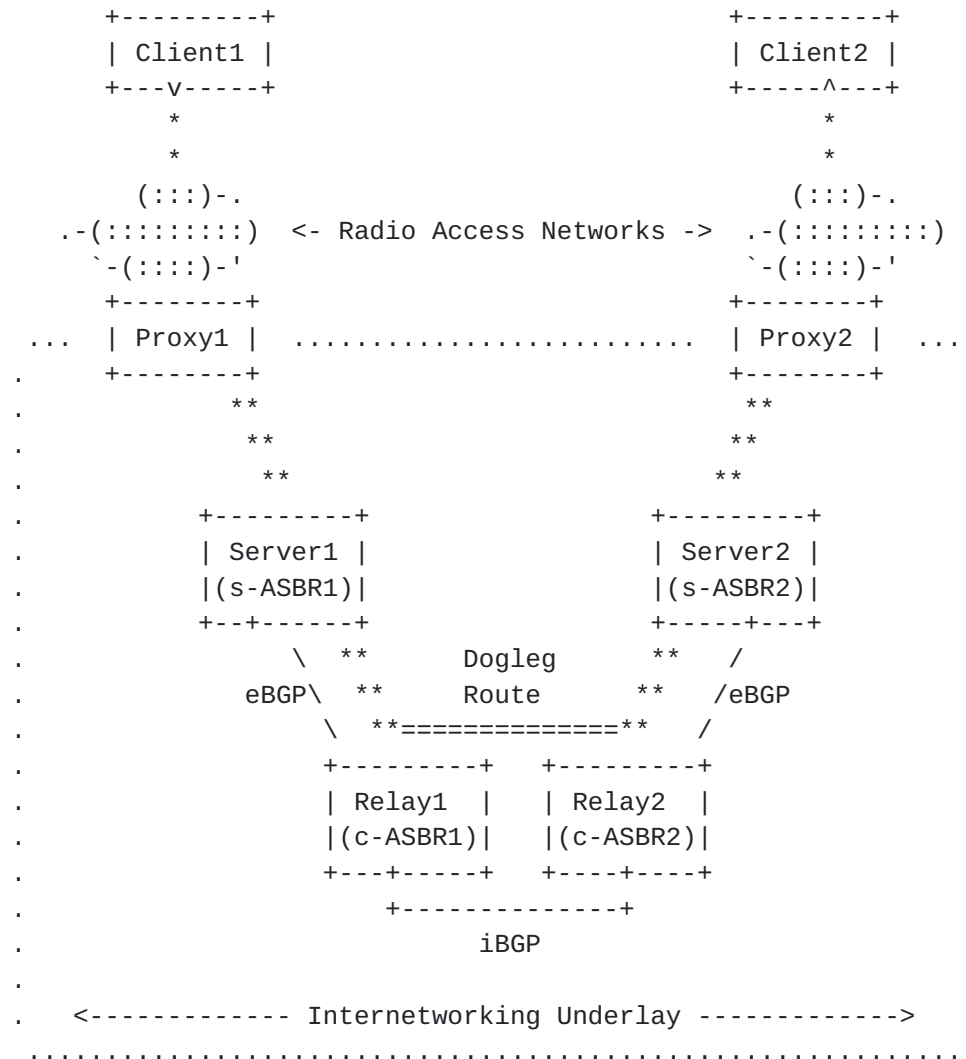 Client1 Client2
<- Radio Access Networks ->
Proxy1 Proxy2
Server1 Server2
(s-ASBR1) (s-ASBR2)
Dogleg
eBGP Route eBGP
Relay1 Relay2
(c-ASBR1) (c-ASBR2)
iBGP
<------------- Internetworking Underlay ------------->